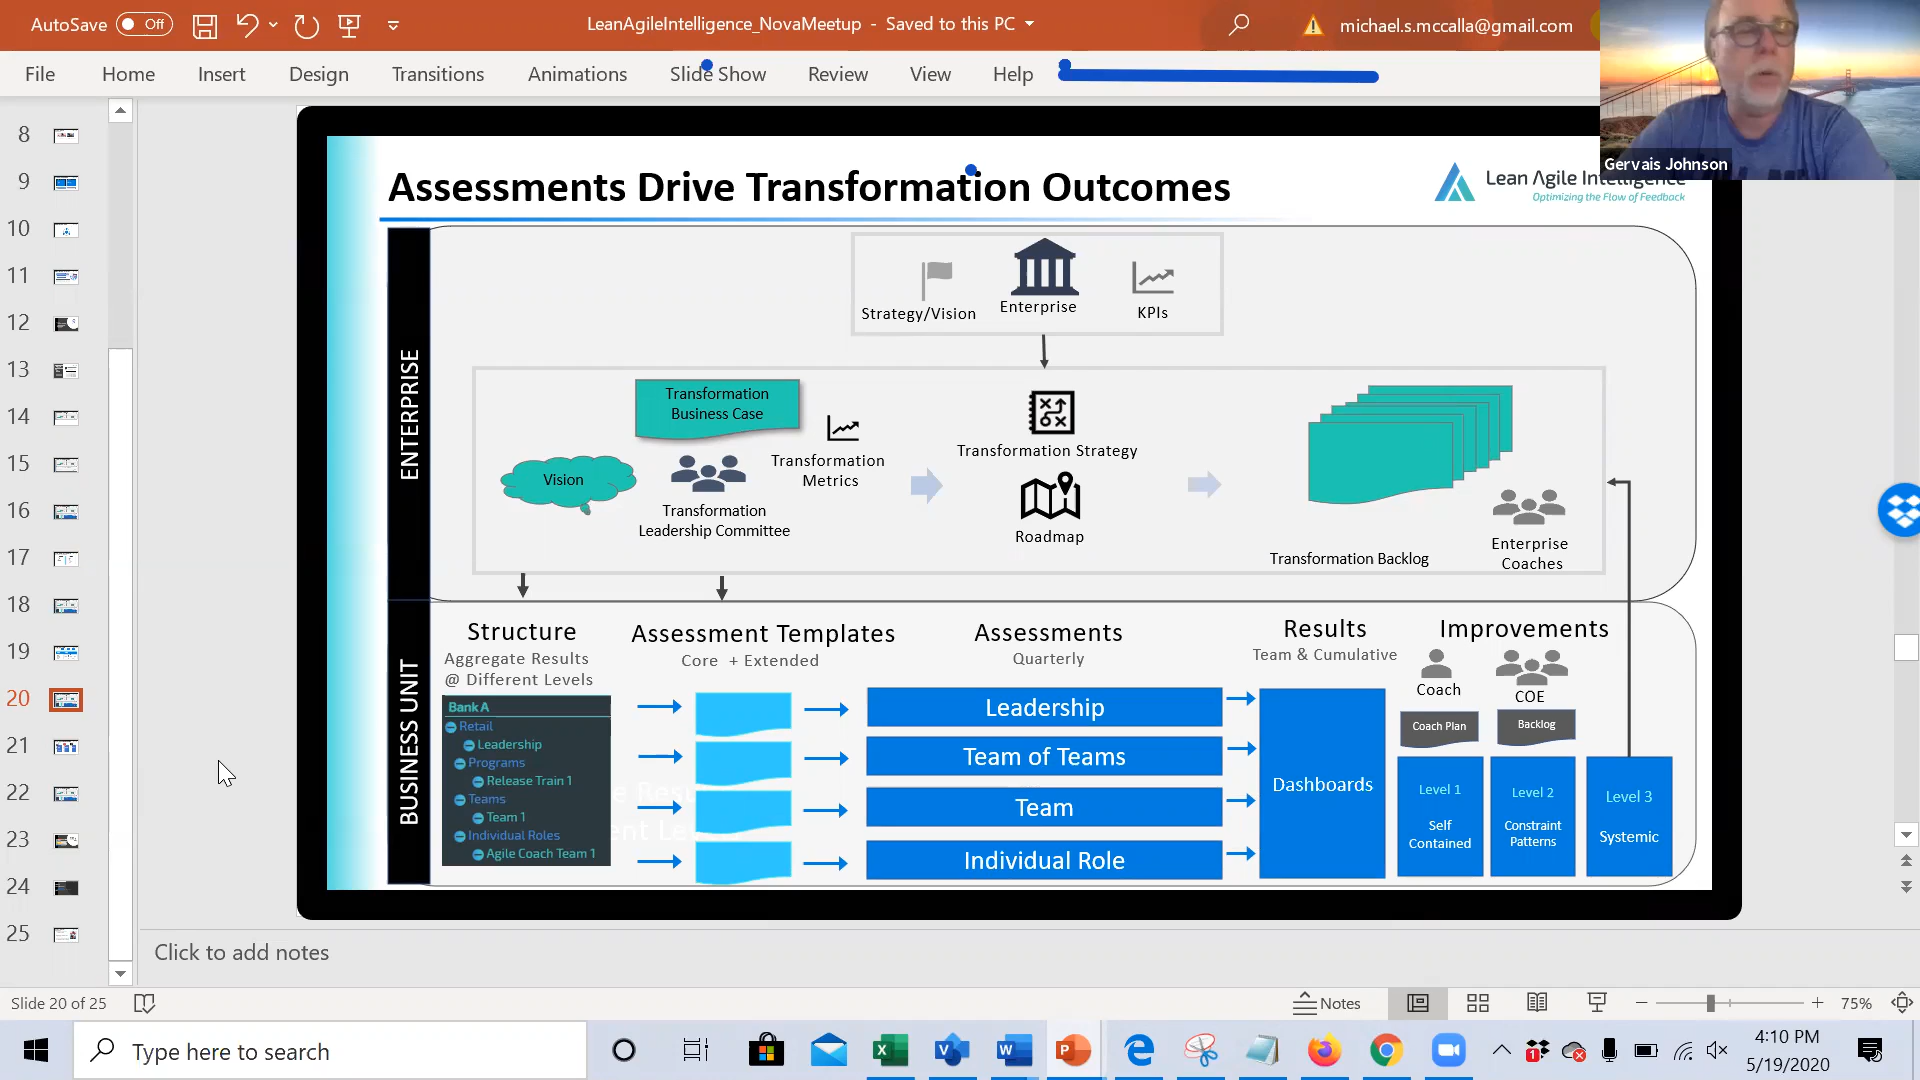 AutoSave Off
LeanAgileIntelligence_NovaMeetup - Saved to this PC
michael.s.mccalla@gmail.com
File Home Insert Design Transitions Animations Slide Show Review View Help
Gervais Johnson
8
9
10
11
12
13
14
15
16
17
18
19
20
21
22
23
24
25
Assessments Drive Transformation Outcomes
Lean Agile Intelligence
Optimizing the Flow of Feedback
ENTERPRISE
Strategy/Vision
Enterprise
KPIs
Transformation
Business Case
Vision
Transformation
Metrics
Transformation
Leadership Committee
Transformation Strategy
Roadmap
Transformation Backlog
Enterprise
Coaches
BUSINESS UNIT
Structure
Aggregate Results
@ Different Levels
Bank A
Retail
Leadership
Programs
Release Train 1
Teams
Team 1
Individual Roles
Agile Coach Team 1
Assessment Templates
Core + Extended
Assessments
Quarterly
Leadership
Team of Teams
Team
Individual Role
Results
Team & Cumulative
Dashboards
Improvements
Coach
COE
Coach Plan
Backlog
Level 1
Self
Contained
Level 2
Constraint
Patterns
Level 3
Systemic
Click to add notes
Slide 20 of 25
Notes
75%
Type here to search
4:10 PM
5/19/2020